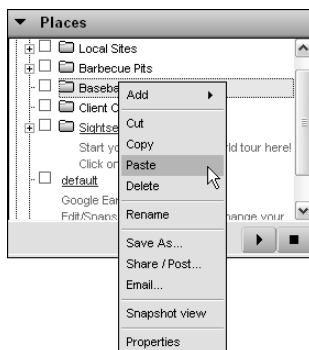 Places
Local Sites
Barbecue Pits
Add
Client
Cut
Sightse
Copy
Start yo
ld tour here!
Click on
Paste
default
Delete
Google Ear
Rename
Edit/Snaps
hange your
Save As...
Share / Post...
Email...
Snapshot view
Properties